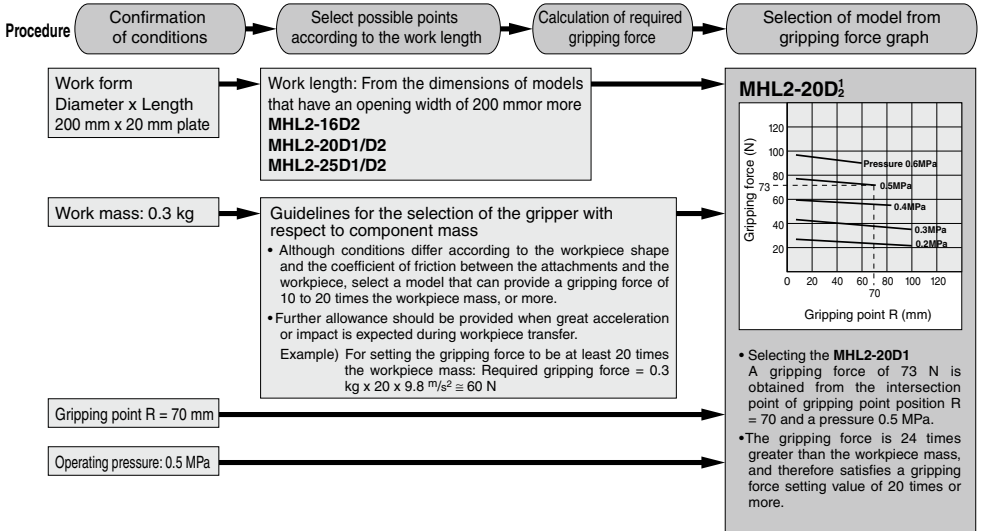 Procedure
Confirmation
of conditions
Select possible points
according to the work length
Calculation of required
gripping force
Selection of model from
gripping force graph
Work form
Diameter x Length
200 mm x 20 mm plate
Work length: From the dimensions of models
that have an opening width of 200 mmor more
MHL2-16D2
MHL2-20D1/D2
MHL2-25D1/D2
Work mass: 0.3 kg
Guidelines for the selection of the gripper with
respect to component mass
• Although conditions differ according to the workpiece shape
and the coefficient of friction between the attachments and the
workpiece, select a model that can provide a gripping force of
10 to 20 times the workpiece mass, or more.
• Further allowance should be provided when great acceleration
or impact is expected during workpiece transfer.
Example) For setting the gripping force to be at least 20 times
the workpiece mass: Required gripping force = 0.3
kg x 20 x 9.8 m/s² ≅ 60 N
Gripping point R = 70 mm
Operating pressure: 0.5 MPa
MHL2-20D½
Gripping force (N)
120
100
80
73
60
40
20
Pressure 0.6MPa
0.5MPa
0.4MPa
0.3MPa
0.2MPa
0 20 40 60 80 100 120
70
Gripping point R (mm)
• Selecting the MHL2-20D1
A gripping force of 73 N is
obtained from the intersection
point of gripping point position R
= 70 and a pressure 0.5 MPa.
• The gripping force is 24 times
greater than the workpiece mass,
and therefore satisfies a gripping
force setting value of 20 times or
more.